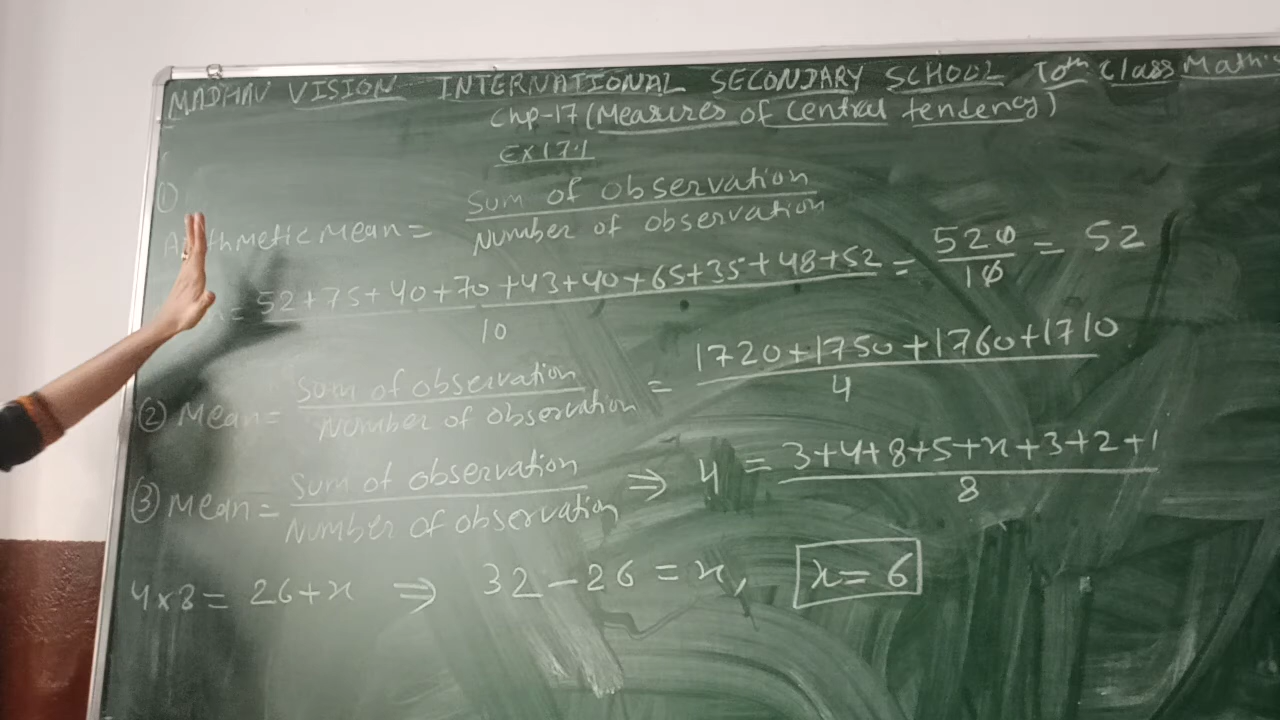 MADHAV VISION INTERNATIONAL SECONDARY SCHOOL 10th Class Maths
Chp-17 (Measures of Central tendency)
EX 17.1
①
Arithmetic Mean = Sum of observation / Number of observation
= 52+75+40+70+43+40+65+35+48+52 / 10 = 520 / 10 = 52
② Mean = Sum of observation / Number of observation = 1720+1750+1760+1710 / 4
③ Mean = Sum of observation / Number of observation ⇒ 4 = 3+4+8+5+x+3+2+1 / 8
4×8 = 26+x ⇒ 32-26 = x, x = 6